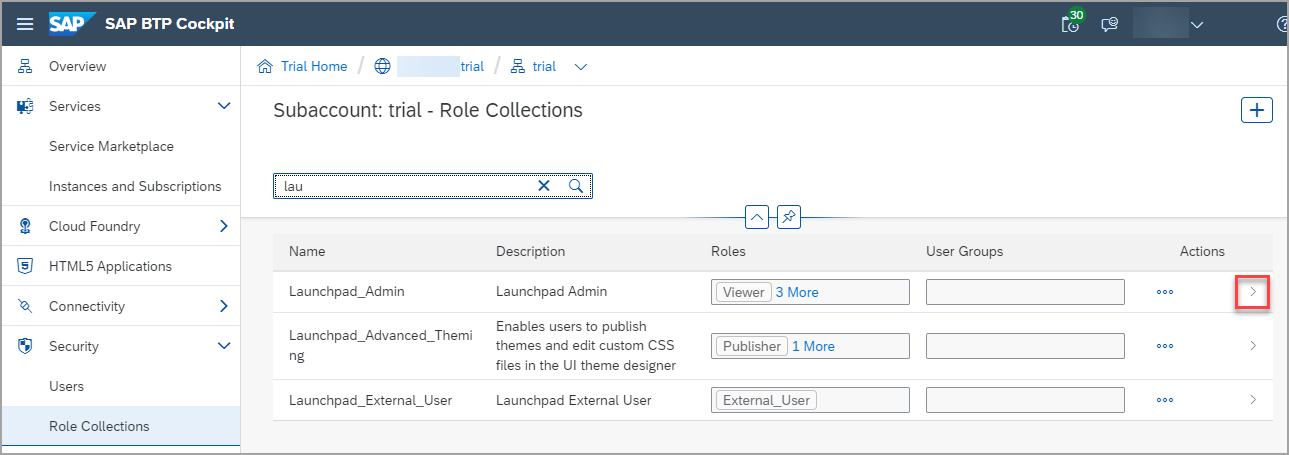 SAP SAP BTP Cockpit 30
Overview
Services
Service Marketplace
Instances and Subscriptions
Cloud Foundry
HTML5 Applications
Connectivity
Security
Users
Role Collections
Trial Home / trial / trial
Subaccount: trial - Role Collections
lau
Name Description Roles User Groups Actions
Launchpad_Admin Launchpad Admin Viewer 3 More
Launchpad_Advanced_Themi
ng
Enables users to publish
themes and edit custom CSS
files in the UI theme designer
Publisher 1 More
Launchpad_External_User Launchpad External User External_User